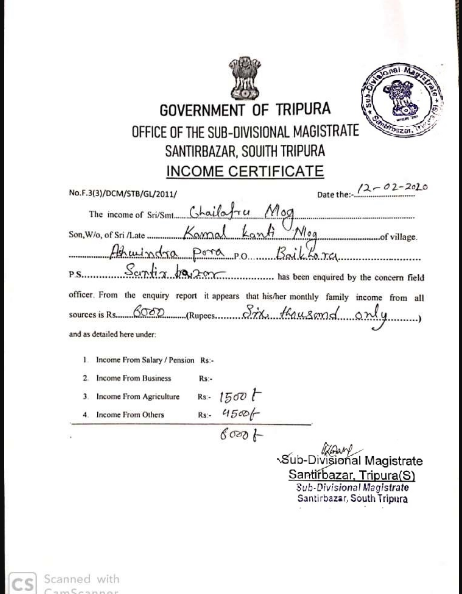 GOVERNMENT OF TRIPURA
OFFICE OF THE SUB-DIVISIONAL MAGISTRATE
SANTIRBAZAR, SOUITH TRIPURA
INCOME CERTIFICATE
No.F.3(3)/DCM/STB/GL/2011/ Date the:- 12-02-2020
The income of Sri/Smt. Chailafru Mog
Son,W/o, of Sri /Late Kamal Kanti Mog of village.
Para P.O. Baikhora
P.S. Santirbazar has been enquired by the concern field
officer. From the enquiry report it appears that his/her monthly family income from all
sources is Rs. 6000 (Rupees. Six thousand only )
and as detailed here under:
1. Income From Salary / Pension Rs:-
2. Income From Business Rs:-
3. Income From Agriculture Rs:- 1500/-
4. Income From Others Rs:- 4500/-
6000/-
Sub-Divisional Magistrate
Santirbazar, Tripura(S)
Sub-Divisional Magistrate
Santirbazar, South Tripura
Sub-Divisional Magistrate
Santirbazar,
CS Scanned with
CamScanner